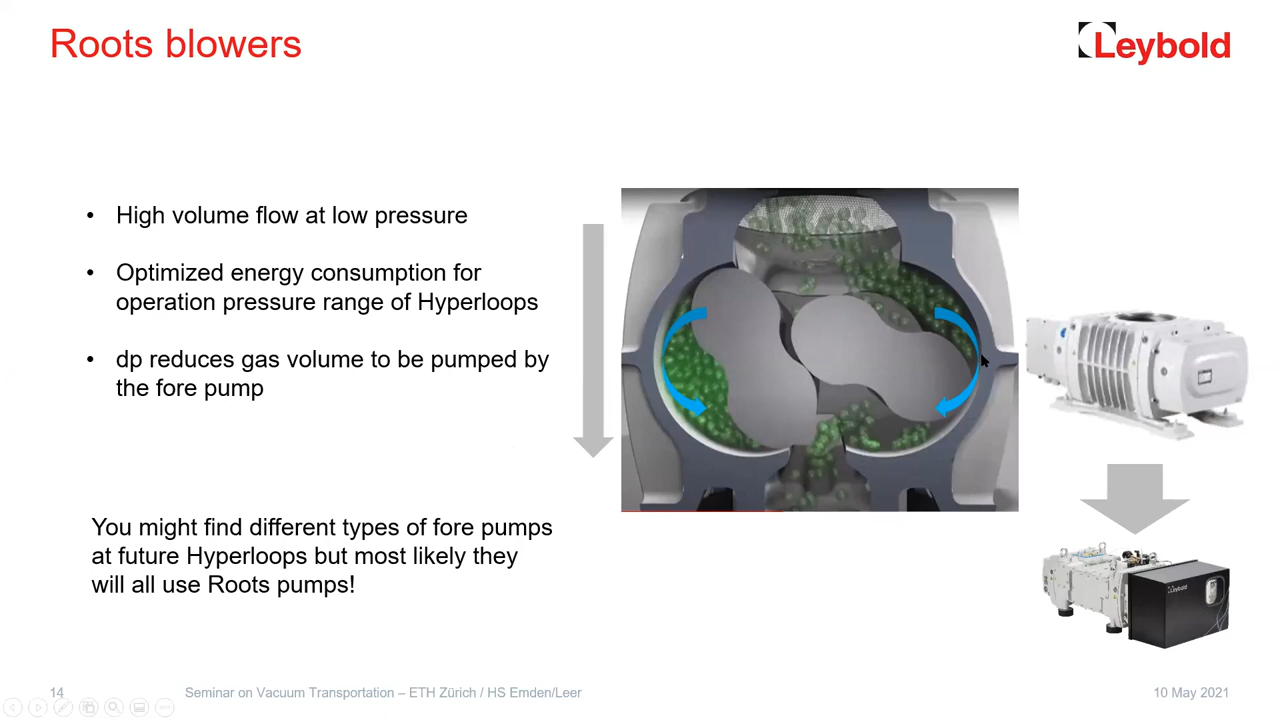 Roots blowers
Leybold
• High volume flow at low pressure
• Optimized energy consumption for
operation pressure range of Hyperloops
• dp reduces gas volume to be pumped by
the fore pump
You might find different types of fore pumps
at future Hyperloops but most likely they
will all use Roots pumps!
Leybold
14
Seminar on Vacuum Transportation – ETH Zürich / HS Emden/Leer
10 May 2021